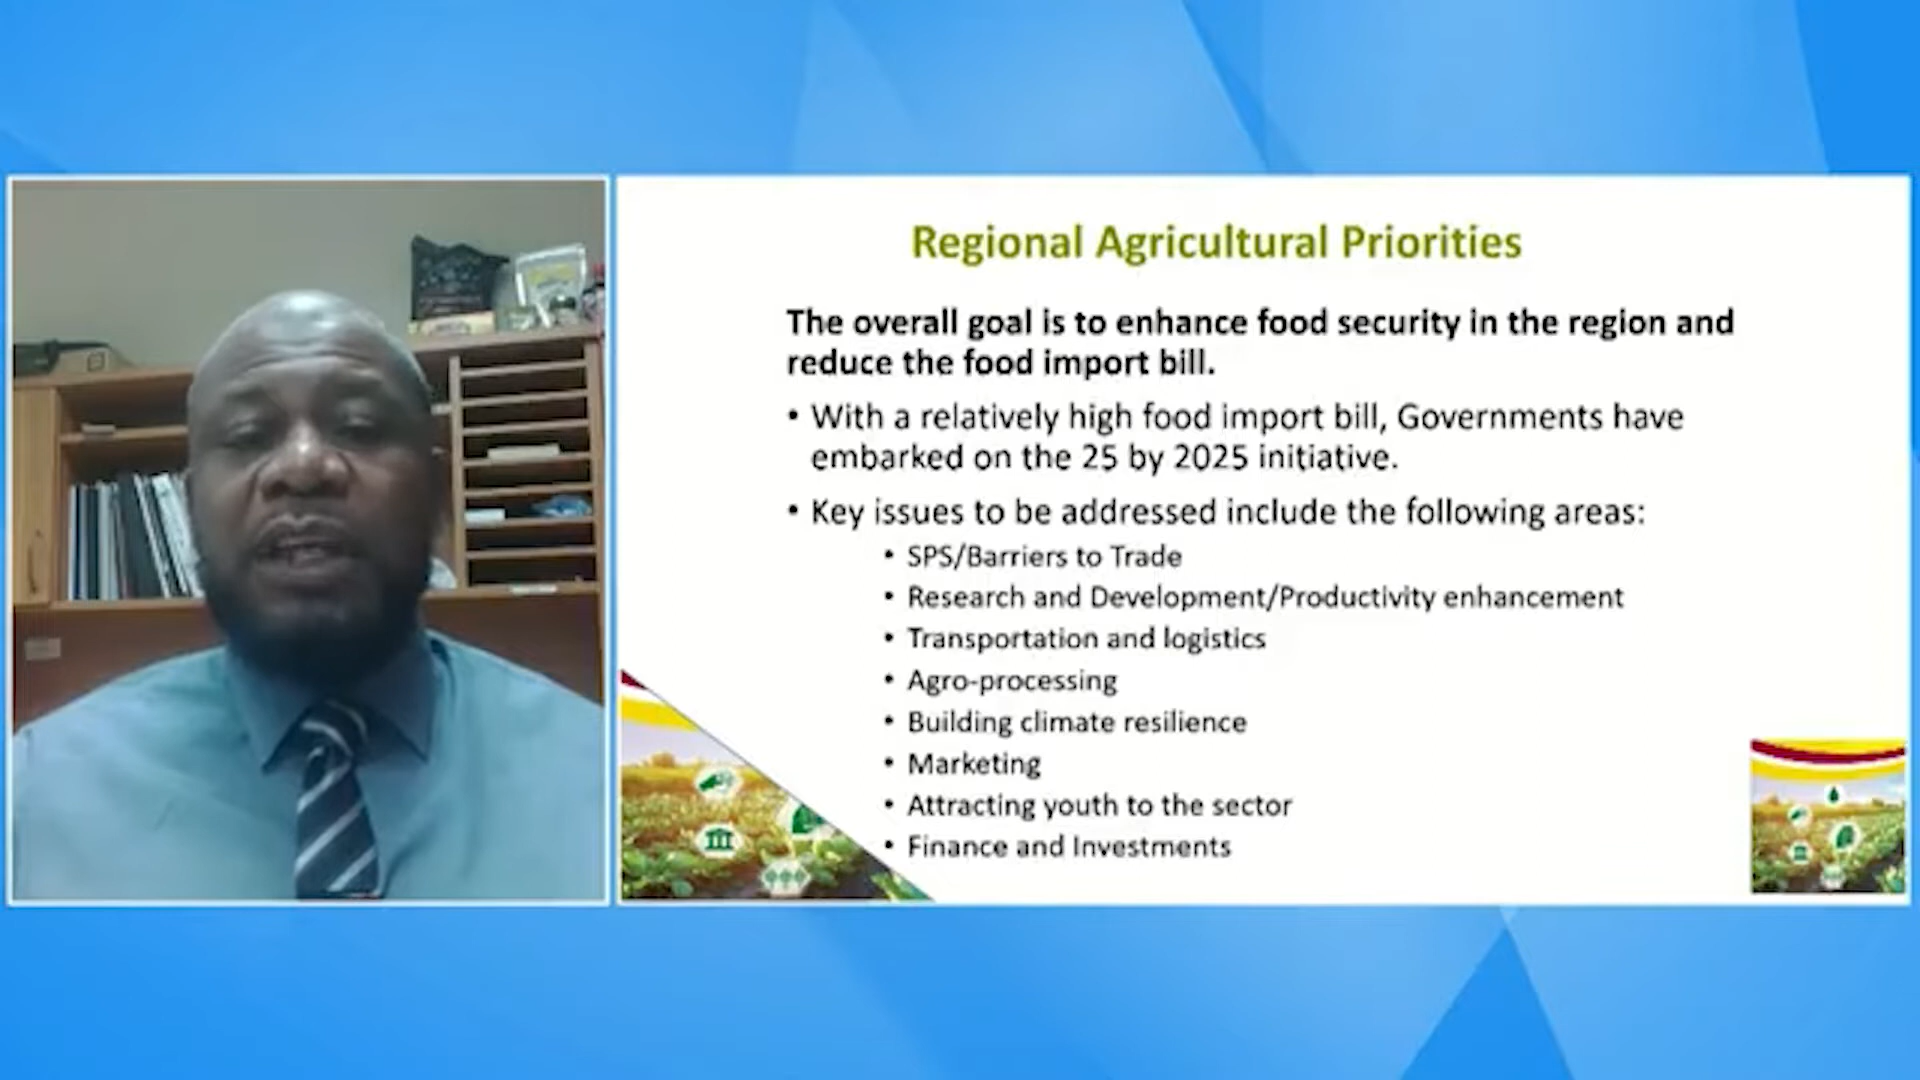 Regional Agricultural Priorities
The overall goal is to enhance food security in the region and
reduce the food import bill.
• With a relatively high food import bill, Governments have
embarked on the 25 by 2025 initiative.
• Key issues to be addressed include the following areas:
• SPS/Barriers to Trade
• Research and Development/Productivity enhancement
• Transportation and logistics
• Agro-processing
• Building climate resilience
• Marketing
• Attracting youth to the sector
• Finance and Investments